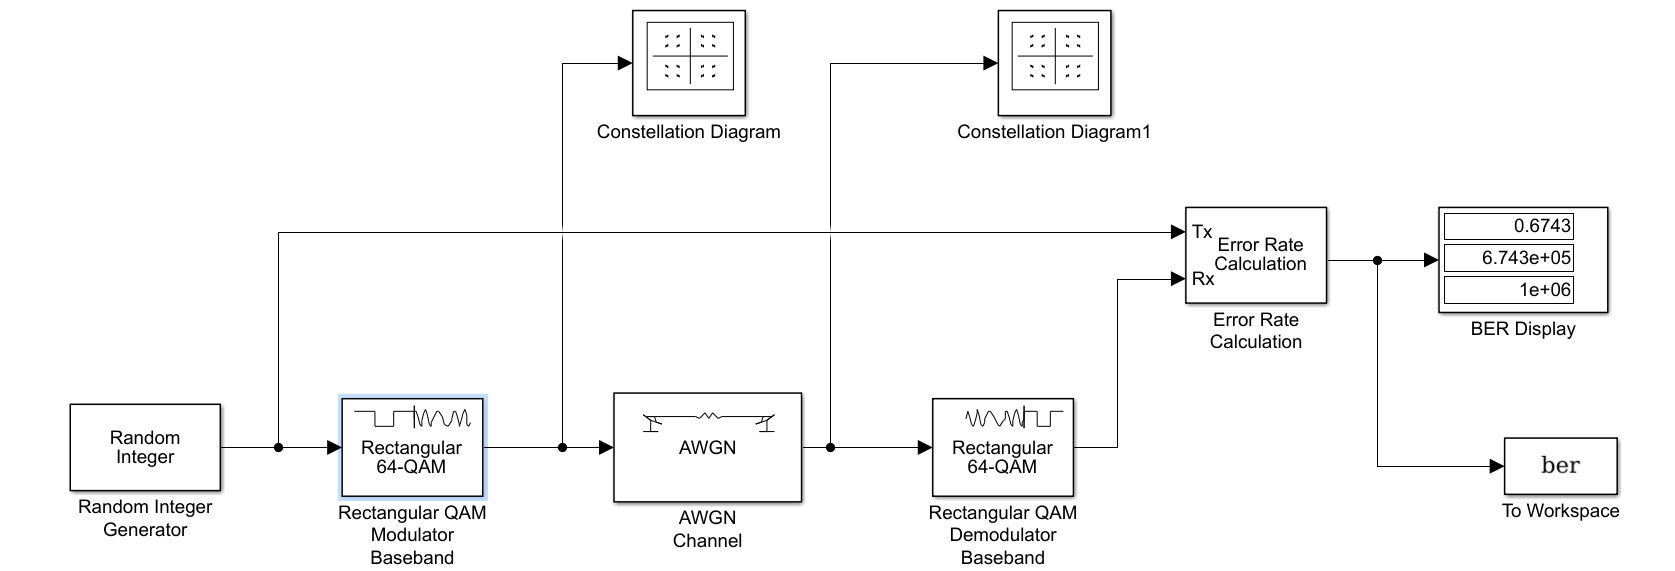 Constellation Diagram
Constellation Diagram1
Tx
Rx
Error Rate
Calculation
Error Rate
Calculation
0.6743
6.743e+05
1e+06
BER Display
Random
Integer
Random Integer
Generator
Rectangular
64-QAM
Rectangular QAM
Modulator
Baseband
AWGN
AWGN
Channel
Rectangular
64-QAM
Rectangular QAM
Demodulator
Baseband
ber
To Workspace